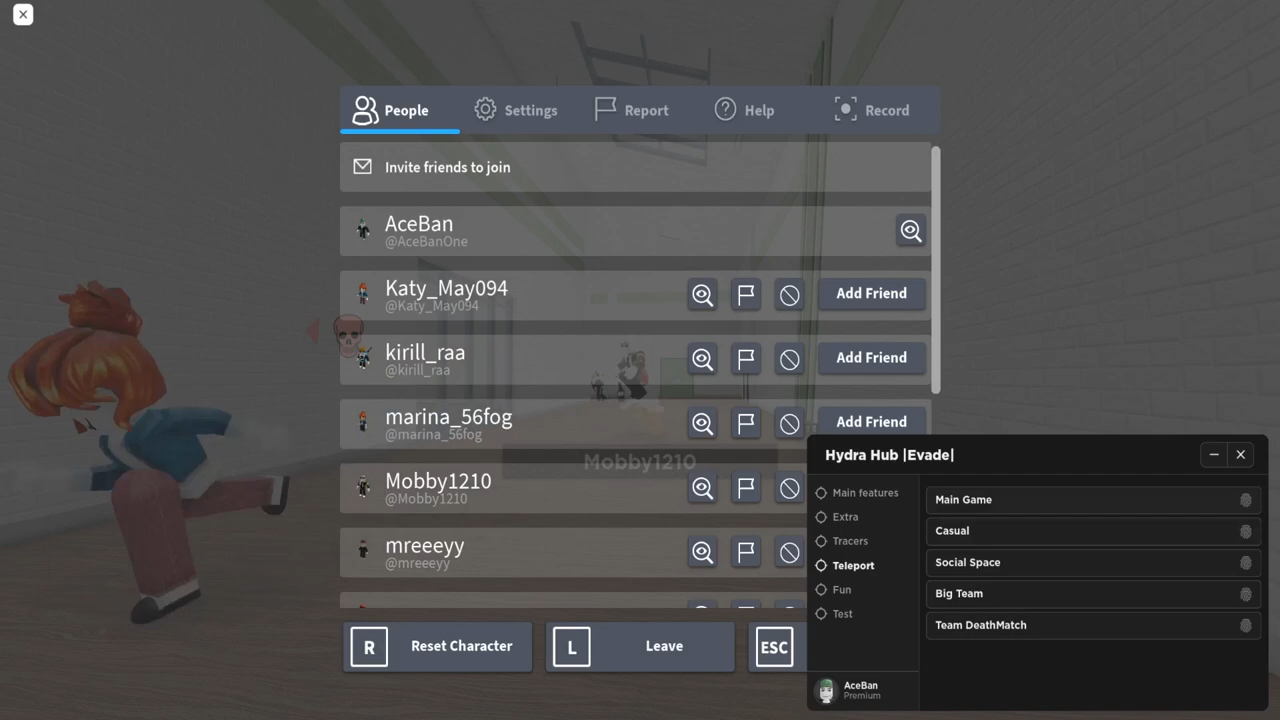 People
Settings
Report
Help
Record
Invite friends to join
AceBan
@AceBanOne
Katy_May094
@Katy_May094
Add Friend
kirill_raa
@kirill_raa
Add Friend
marina_56fog
@marina_56fog
Add Friend
Mobby1210
Mobby1210
@Mobby1210
mreeeyy
@mreeeyy
R
Reset Character
L
Leave
ESC
Hydra Hub |Evade|
Main features
Extra
Tracers
Teleport
Fun
Test
Main Game
Casual
Social Space
Big Team
Team DeathMatch
AceBan
Premium